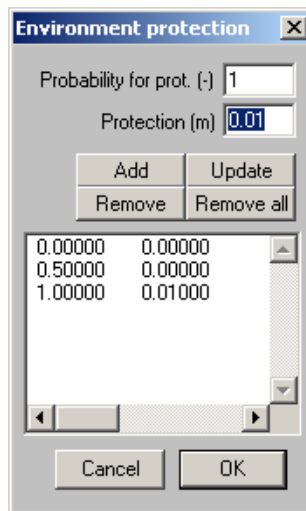 Environment protection
Probability for prot. (-) 1
Protection (m) 0.01
Add Update
Remove Remove all
0.00000 0.00000
0.50000 0.00000
1.00000 0.01000
Cancel OK